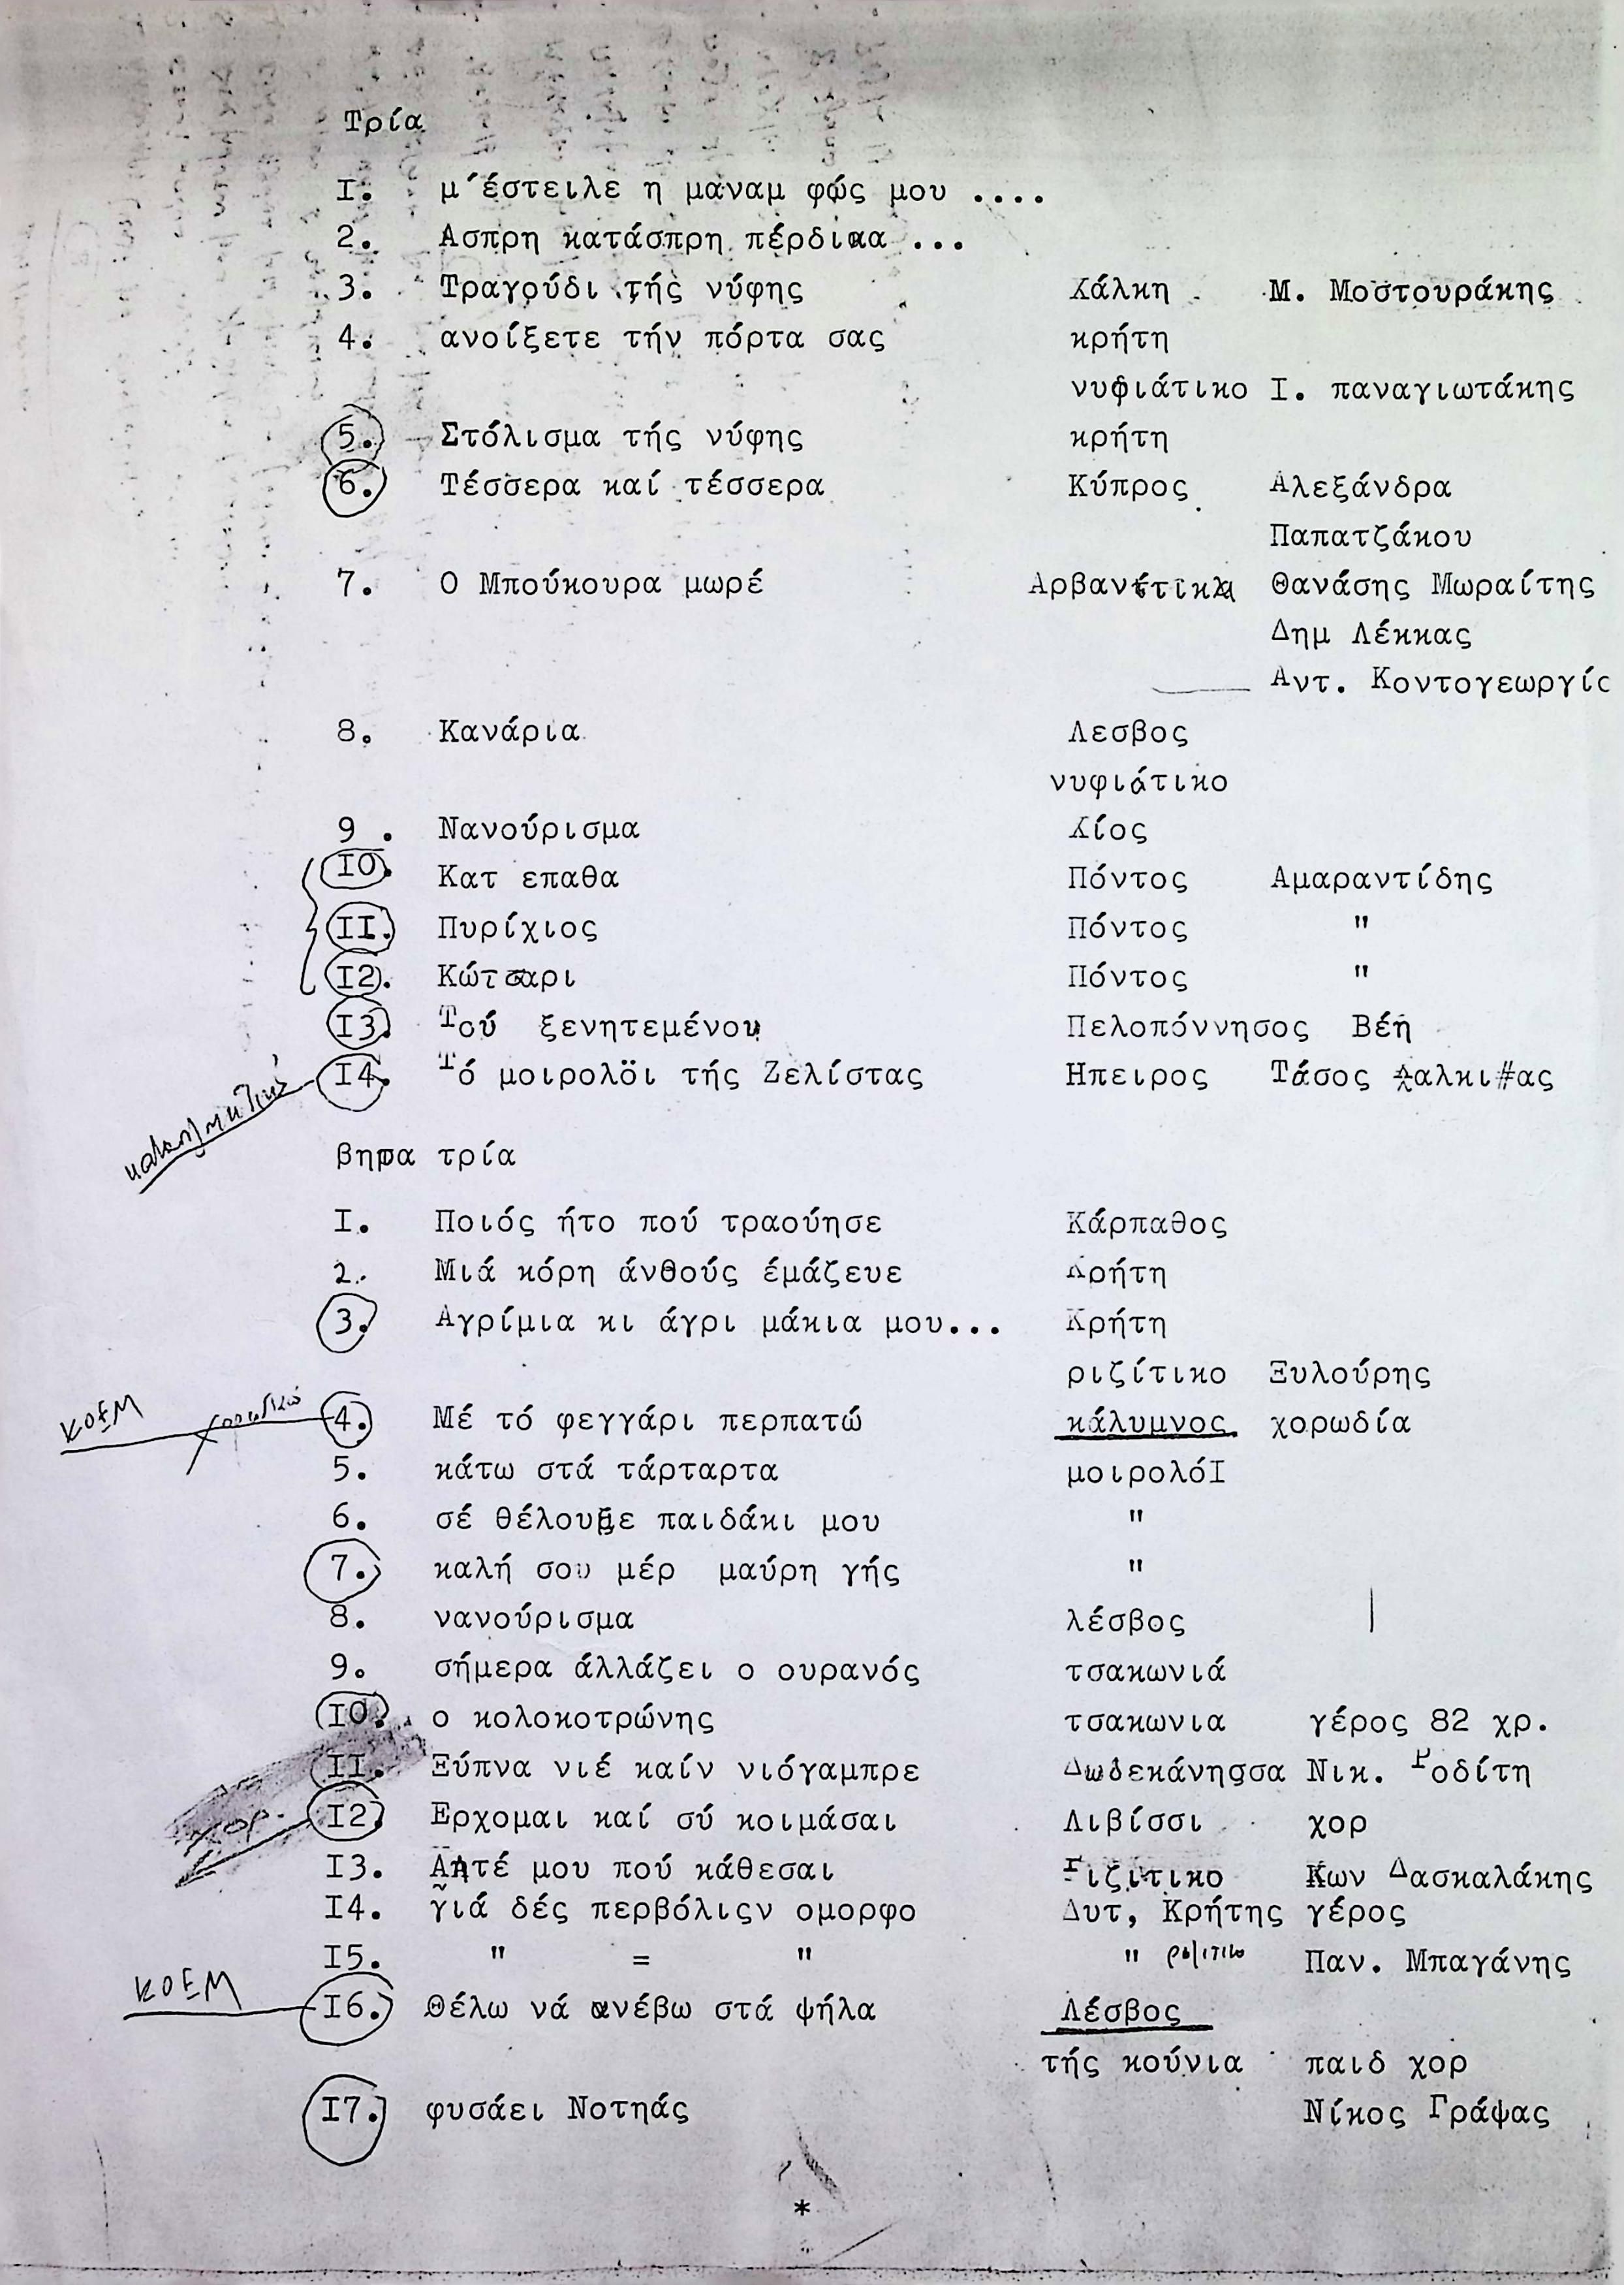 Τρία
I. μ΄έστειλε η μαναμ φώς μου ....
2. Ασπρη κατάσπρη πέρδικα ...
3. Τραγούδι τής νύφης Χάλκη Μ. Μοστουράκης
4. ανοίξετε τήν πόρτα σας κρήτη
νυφιάτικο Ι. παναγιωτάκης
5. Στόλισμα τής νύφης κρήτη
6. Τέσσερα καί τέσσερα Κύπρος Αλεξάνδρα
Παπατζάκου
7. Ο Μπούκουρα μωρέ Αρβανίτικα Θανάσης Μωραίτης
Δημ Λέκκας
Αντ. Κοντογεωργίς
8. Κανάρια Λεσβος
νυφιάτικο
9 . Νανούρισμα Χίος
IO. Κατ επαθα Πόντος Αμαραντίδης
II. Πυρίχιος Πόντος "
I2. Κώτσαρι Πόντος "
I3. Τού ξενητεμένου Πελοπόννησος Βέη
καταπληκτικό I4. Τό μοιρολόϊ τής Ζελίστας Ηπειρος Τάσος Χαλκιας
βημα τρία
I. Ποιός ήτο πού τραούησε Κάρπαθος
2. Μιά κόρη άνθούς έμάζευε Κρήτη
3. Αγρίμια κι άγρι μάκια μου... Κρήτη
ριζίτικο Ξυλούρης
ΚΟΕΜ 4. Μέ τό φεγγάρι περπατώ κάλυμνος χορωδία
5. κάτω στά τάρταρτα μοιρολόΙ
6. σέ θέλουμε παιδάκι μου "
7. καλή σου μέρ μαύρη γής "
8. νανούρισμα λέσβος
9. σήμερα άλλάζει ο ουρανός τσακωνιά
IO. ο κολοκοτρώνης τσακωνια γέρος 82 χρ.
II. Ξύπνα νιέ καίν νιόγαμπρε Δωδεκάνησσα Νικ. Ροδίτη
χορ. I2. Ερχομαι καί σύ κοιμάσαι Λιβίσσι χορ
I3. Αητέ μου πού κάθεσαι Ριζίτικο Κων Δασκαλάκης
I4. γιά δές περβόλιςν ομορφο Δυτ, Κρήτης γέρος
I5. " = " " ριζιτικο Παν. Μπαγάνης
ΚΟΕΜ I6. Θέλω νά ανέβω στά ψήλα Λέσβος
τής κούνια παιδ χορ
I7. φυσάει Νοτηάς Νίκος Γράψας
*